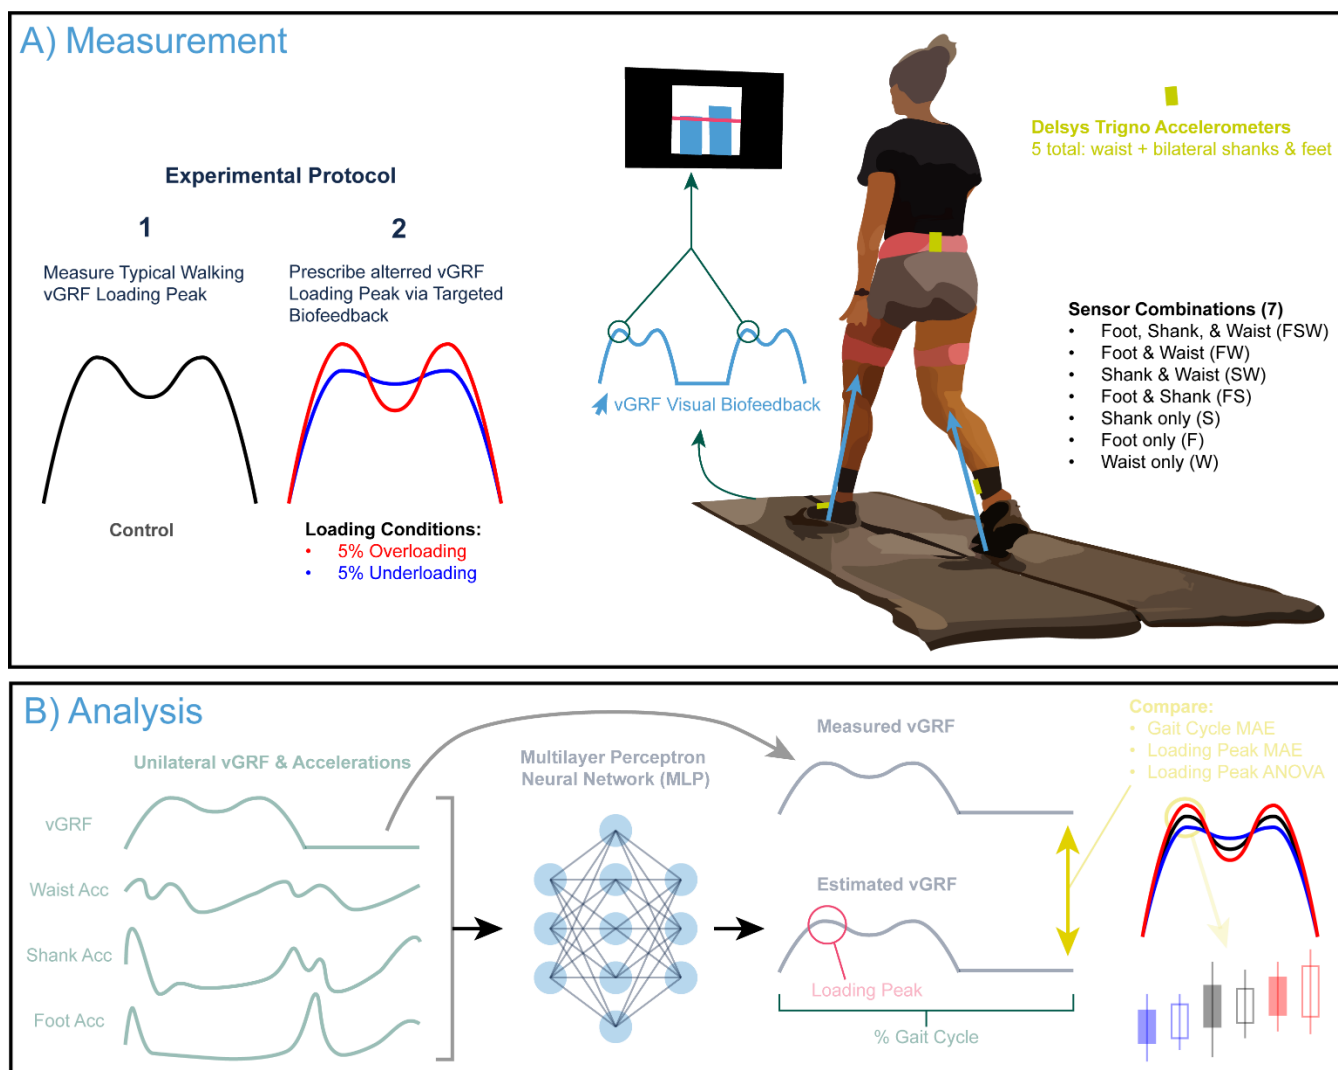 A) Measurement
Experimental Protocol
1
Measure Typical Walking
vGRF Loading Peak
2
Prescribe alterred vGRF
Loading Peak via Targeted
Biofeedback
Control
Loading Conditions:
• 5% Overloading
• 5% Underloading
vGRF Visual Biofeedback
Delsys Trigno Accelerometers
5 total: waist + bilateral shanks & feet
Sensor Combinations (7)
• Foot, Shank, & Waist (FSW)
• Foot & Waist (FW)
• Shank & Waist (SW)
• Foot & Shank (FS)
• Shank only (S)
• Foot only (F)
• Waist only (W)
B) Analysis
Unilateral vGRF & Accelerations
vGRF
Waist Acc
Shank Acc
Foot Acc
Multilayer Perceptron
Neural Network (MLP)
Measured vGRF
Estimated vGRF
Loading Peak
% Gait Cycle
Compare:
• Gait Cycle MAE
• Loading Peak MAE
• Loading Peak ANOVA